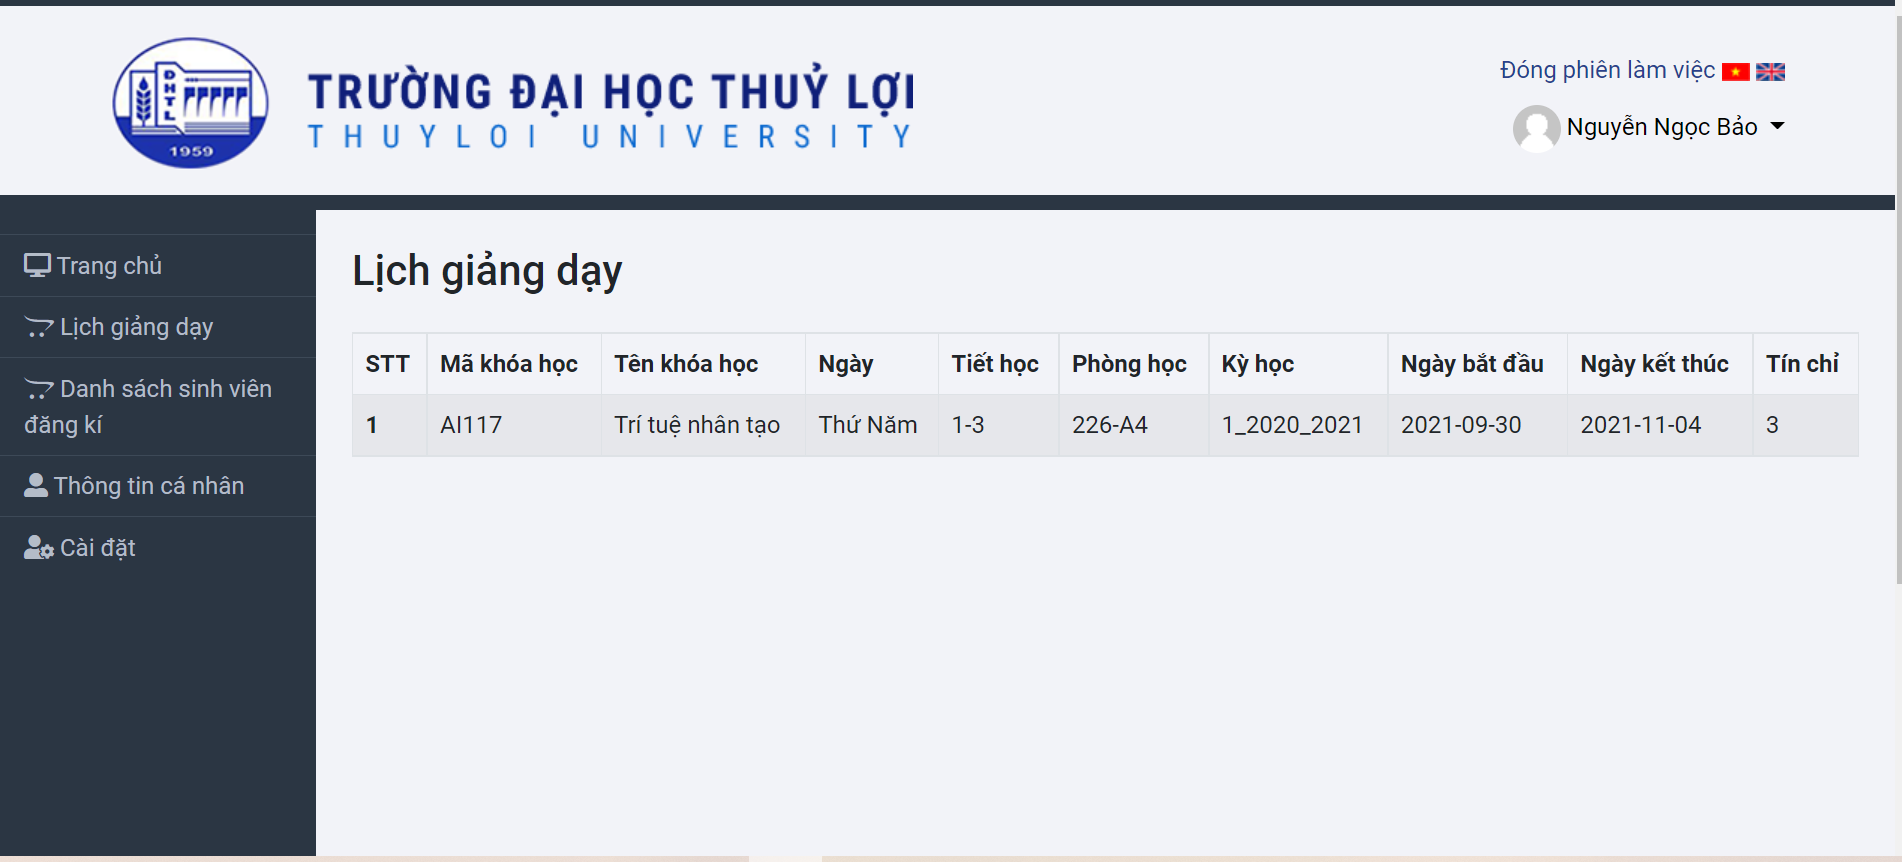 ĐHTL
1959
TRƯỜNG ĐẠI HỌC THUỶ LỢI
THUYLOI UNIVERSITY
Đóng phiên làm việc
Nguyễn Ngọc Bảo
Trang chủ
Lịch giảng dạy
Danh sách sinh viên
đăng kí
Thông tin cá nhân
Cài đặt
Lịch giảng dạy
STT Mã khóa học Tên khóa học Ngày Tiết học Phòng học Kỳ học Ngày bắt đầu Ngày kết thúc Tín chỉ
1 AI117 Trí tuệ nhân tạo Thứ Năm 1-3 226-A4 1_2020_2021 2021-09-30 2021-11-04 3